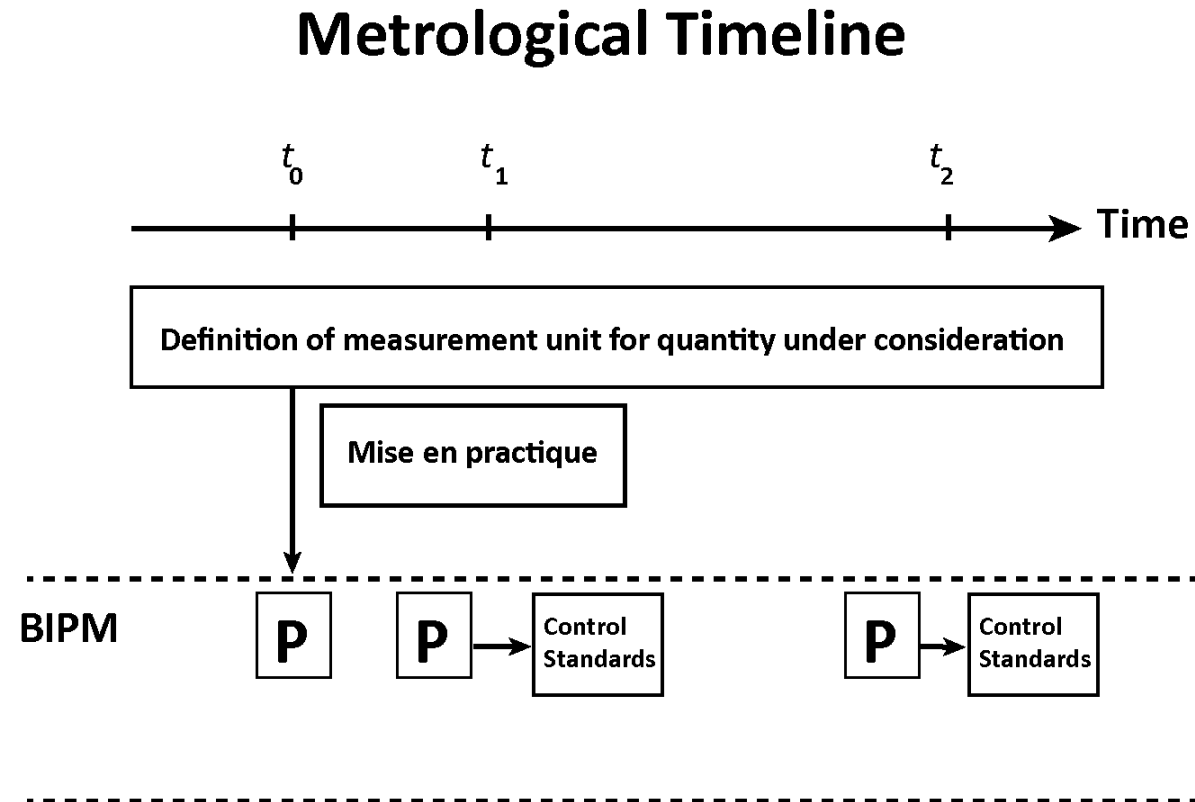 Metrological Timeline
t0 t1 t2
Time
Definition of measurement unit for quantity under consideration
Mise en practique
BIPM
P
P
Control
Standards
P
Control
Standards